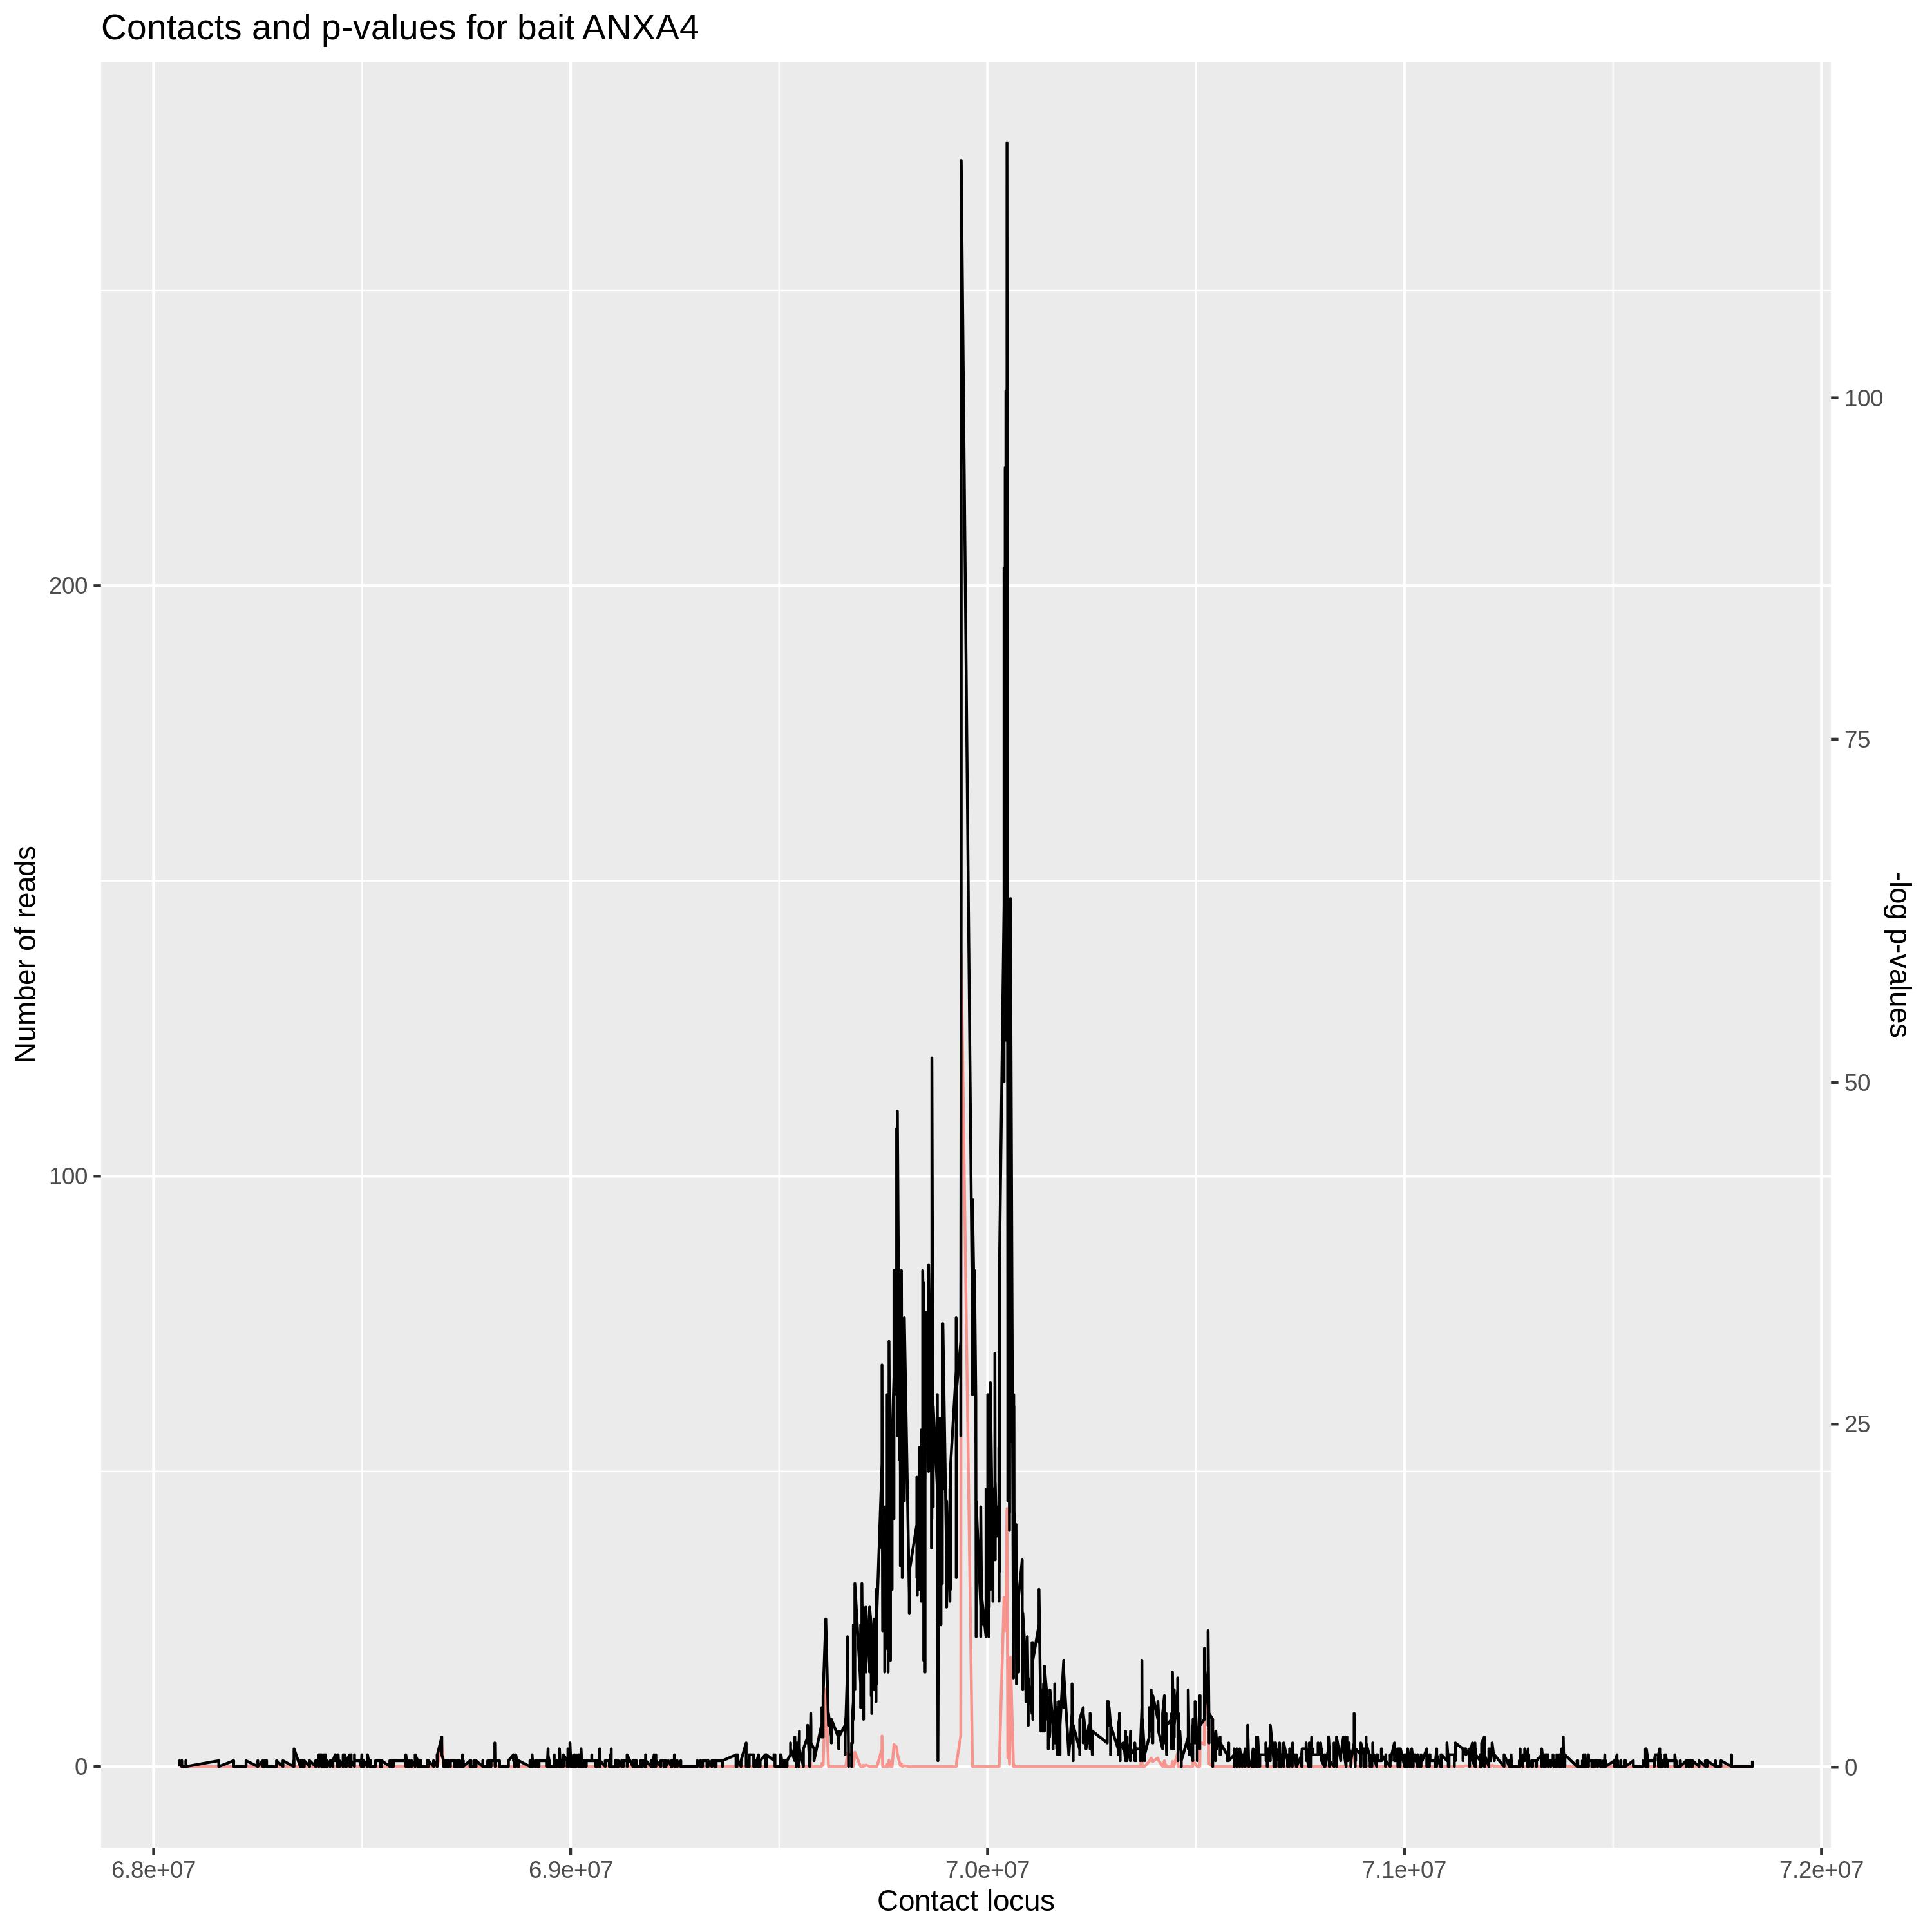 Contacts and p-values for bait ANXA4
Number of reads
200
100
0
100
75
50
25
0
-log p-values
6.8e+07 6.9e+07 7.0e+07 7.1e+07 7.2e+07
Contact locus